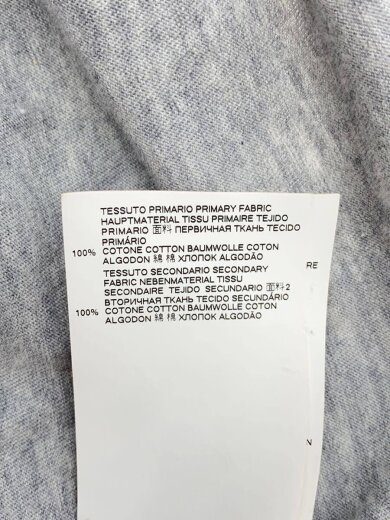 TESSUTO PRIMARIO PRIMARY FABRIC
HAUPTMATERIAL TISSU PRIMAIRE TEJIDO
PRIMARIO 面料 ПЕРВИЧНАЯ ТКАНЬ TECIDO
PRIMÁRIO
100% COTONE COTTON BAUMWOLLE COTON
ALGODON 綿 棉 ХЛОПОК ALGODÃO
TESSUTO SECONDARIO SECONDARY
FABRIC NEBENMATERIAL TISSU
SECONDAIRE TEJIDO SECUNDARIO 面料2
ВТОРИЧНАЯ ТКАНЬ TECIDO SECUNDÁRIO
100% COTONE COTTON BAUMWOLLE COTON
ALGODON 綿 棉 ХЛОПОК ALGODÃO
RE
N